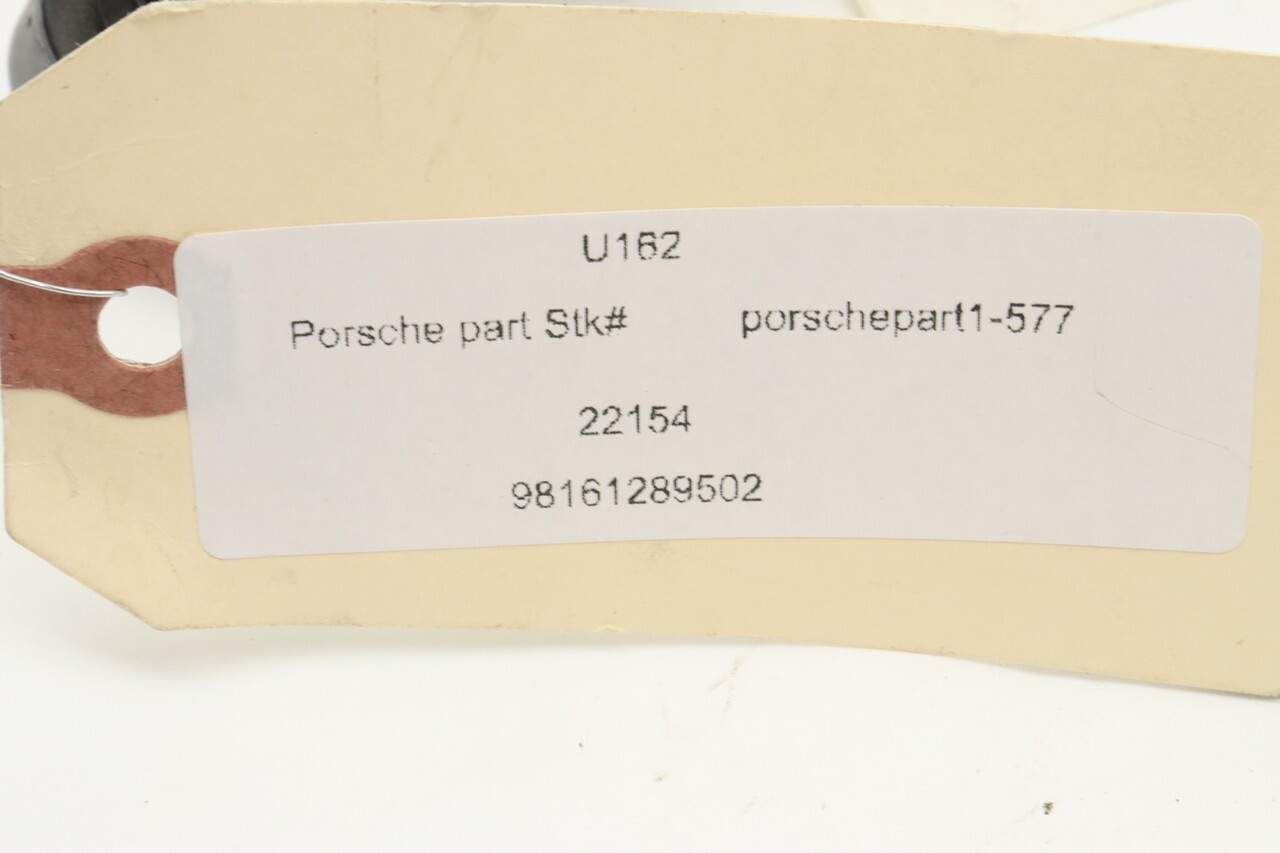 U162
Porsche part Stk# porschepart1-577
22154
98161289502